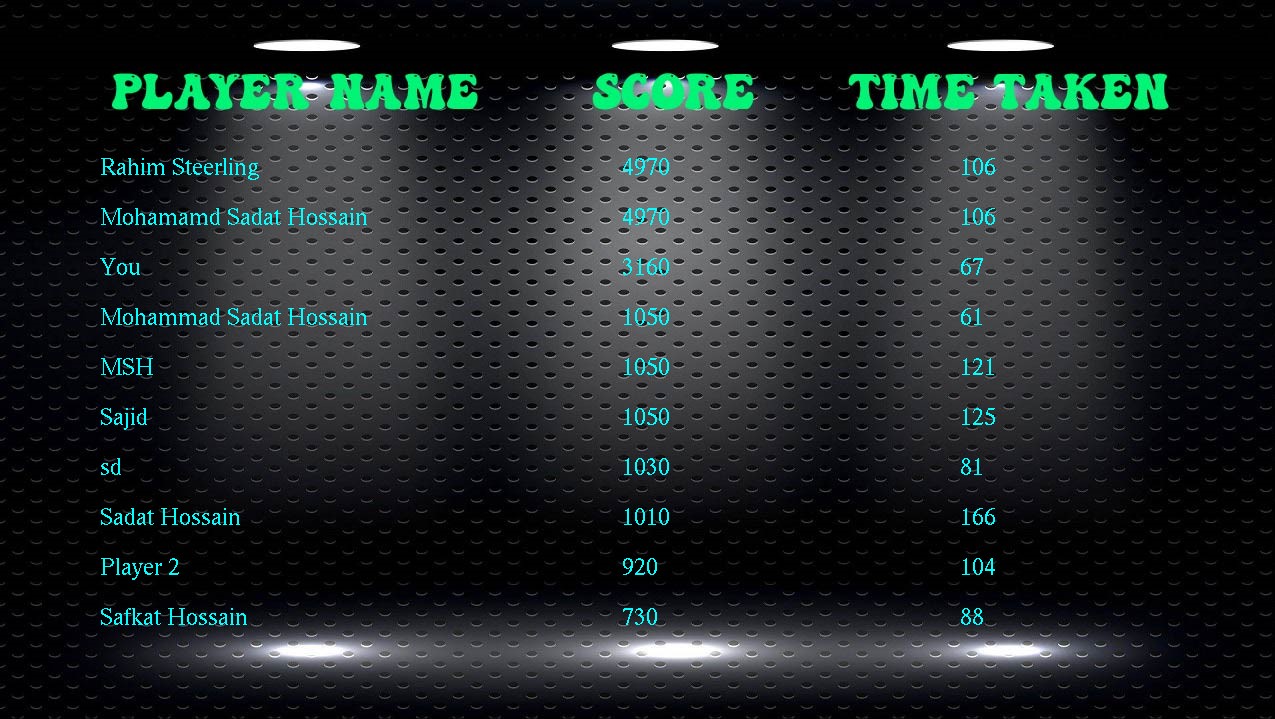 PLAYER NAME SCORE TIME TAKEN
Rahim Steerling 4970 106
Mohamamd Sadat Hossain 4970 106
You 3160 67
Mohammad Sadat Hossain 1050 61
MSH 1050 121
Sajid 1050 125
sd 1030 81
Sadat Hossain 1010 166
Player 2 920 104
Safkat Hossain 730 88